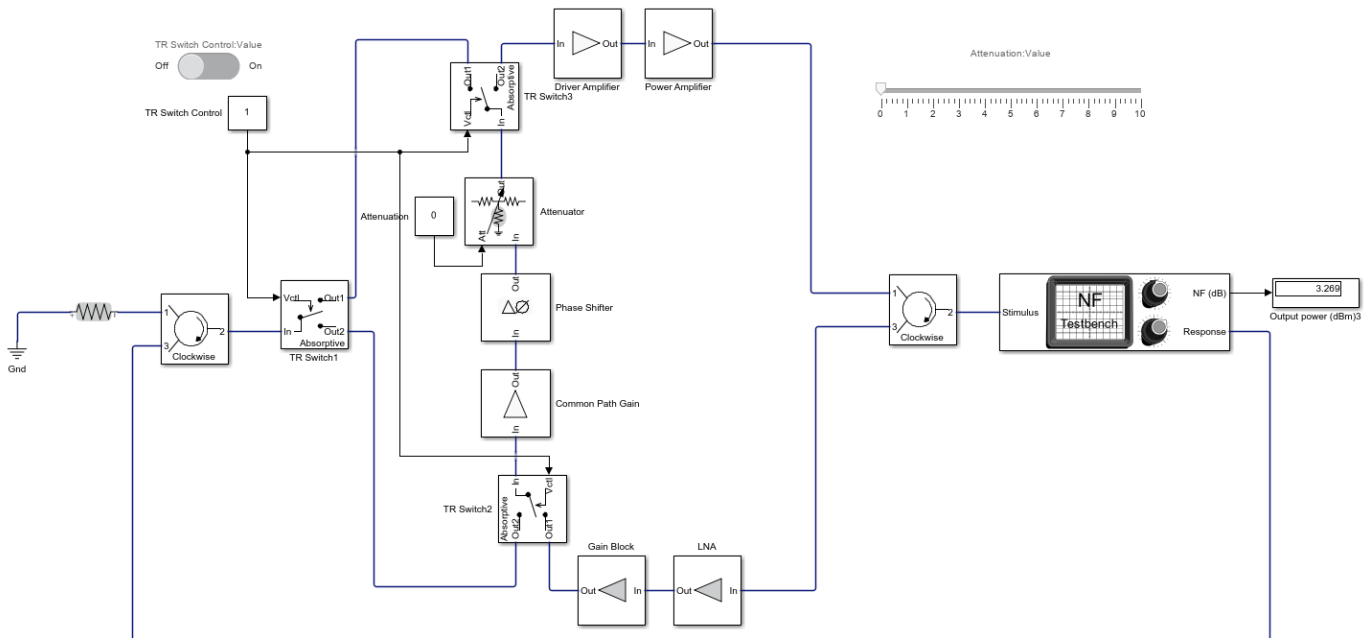 TR Switch Control:Value
Off
On
TR Switch Control
1
Out1
Out2
Absorptive
Vctl
In
TR Switch3
In
Out
Driver Amplifier
In
Out
Power Amplifier
Attenuation:Value
0 1 2 3 4 5 6 7 8 9 10
Attenuation
0
Out
Att
In
Attenuator
Out
ΔØ
In
Phase Shifter
Out
In
Common Path Gain
Gnd
+
-
1
2
3
Clockwise
Vctl
Out1
In
Out2
Absorptive
TR Switch1
1
2
3
Clockwise
Stimulus
NF
Testbench
NF (dB)
Response
3.269
Output power (dBm)3
TR Switch2
In
Vctl
Absorptive
Out2
Out1
Gain Block
Out
In
LNA
Out
In